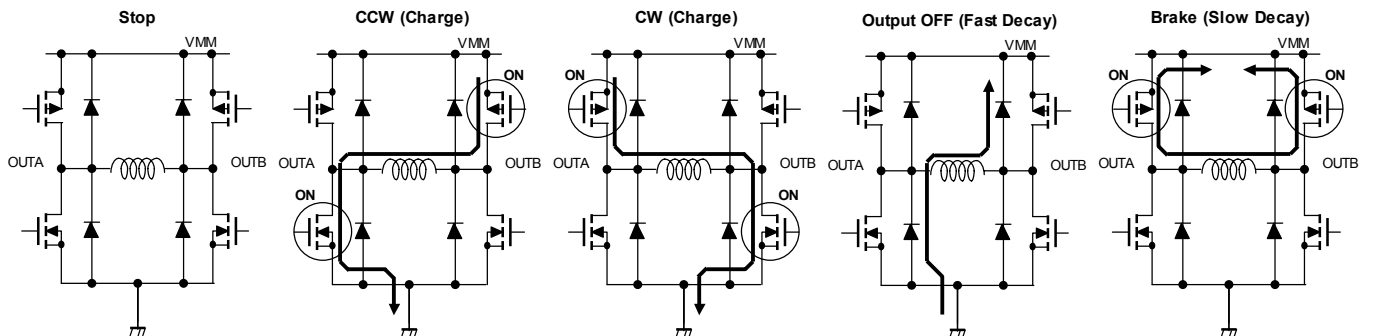 Stop
CCW (Charge)
CW (Charge)
Output OFF (Fast Decay)
Brake (Slow Decay)
VMM
VMM
VMM
VMM
VMM
ON
ON
ON
ON
OUTA
OUTB
OUTA
OUTB
OUTA
OUTB
OUTA
OUTB
OUTA
OUTB
ON
ON